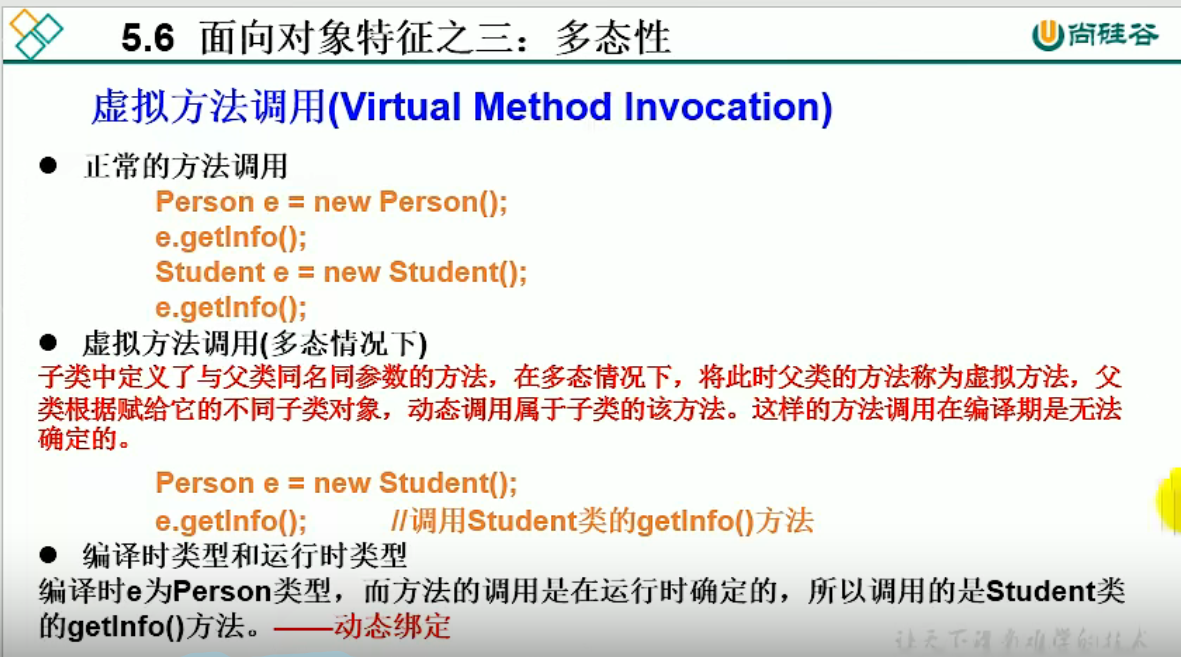 5.6 面向对象特征之三：多态性
尚硅谷
虚拟方法调用(Virtual Method Invocation)
● 正常的方法调用
Person e = new Person();
e.getInfo();
Student e = new Student();
e.getInfo();
● 虚拟方法调用(多态情况下)
子类中定义了与父类同名同参数的方法，在多态情况下，将此时父类的方法称为虚拟方法，父
类根据赋给它的不同子类对象，动态调用属于子类的该方法。这样的方法调用在编译期是无法
确定的。
Person e = new Student();
e.getInfo(); //调用Student类的getInfo()方法
● 编译时类型和运行时类型
编译时e为Person类型，而方法的调用是在运行时确定的，所以调用的是Student类
的getInfo()方法。——动态绑定
让天下没有难学的技术